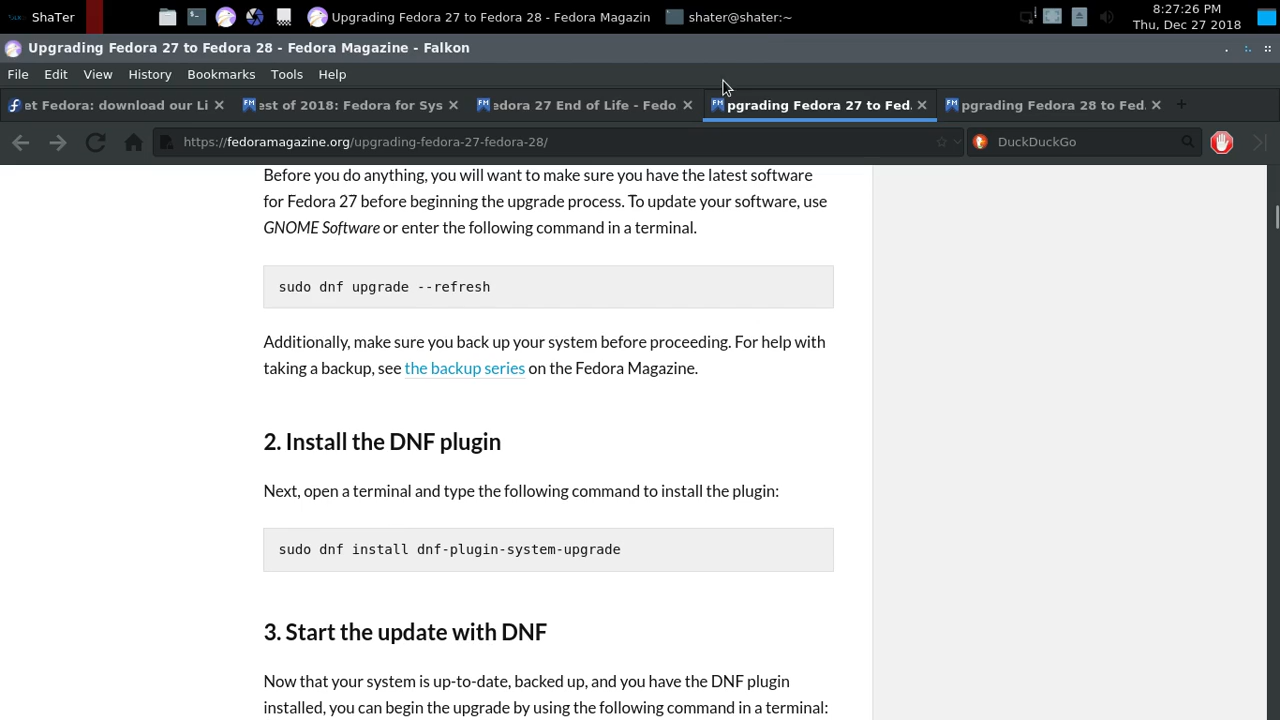 ShaTer
Upgrading Fedora 27 to Fedora 28 - Fedora Magazin
shater@shater:~
8:27:26 PM
Thu, Dec 27 2018
Upgrading Fedora 27 to Fedora 28 - Fedora Magazine - Falkon
File Edit View History Bookmarks Tools Help
et Fedora: download our Li
est of 2018: Fedora for Sys
edora 27 End of Life - Fedo
pgrading Fedora 27 to Fed.
pgrading Fedora 28 to Fed.
https://fedoramagazine.org/upgrading-fedora-27-fedora-28/
DuckDuckGo
Before you do anything, you will want to make sure you have the latest software
for Fedora 27 before beginning the upgrade process. To update your software, use
GNOME Software or enter the following command in a terminal.
sudo dnf upgrade --refresh
Additionally, make sure you back up your system before proceeding. For help with
taking a backup, see the backup series on the Fedora Magazine.
2. Install the DNF plugin
Next, open a terminal and type the following command to install the plugin:
sudo dnf install dnf-plugin-system-upgrade
3. Start the update with DNF
Now that your system is up-to-date, backed up, and you have the DNF plugin
installed, you can begin the upgrade by using the following command in a terminal: